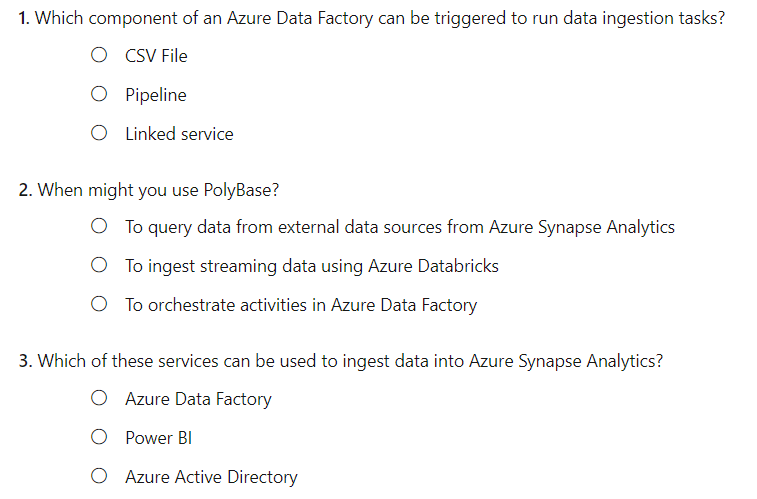 1. Which component of an Azure Data Factory can be triggered to run data ingestion tasks?
CSV File
Pipeline
Linked service
2. When might you use PolyBase?
To query data from external data sources from Azure Synapse Analytics
To ingest streaming data using Azure Databricks
To orchestrate activities in Azure Data Factory
3. Which of these services can be used to ingest data into Azure Synapse Analytics?
Azure Data Factory
Power BI
Azure Active Directory